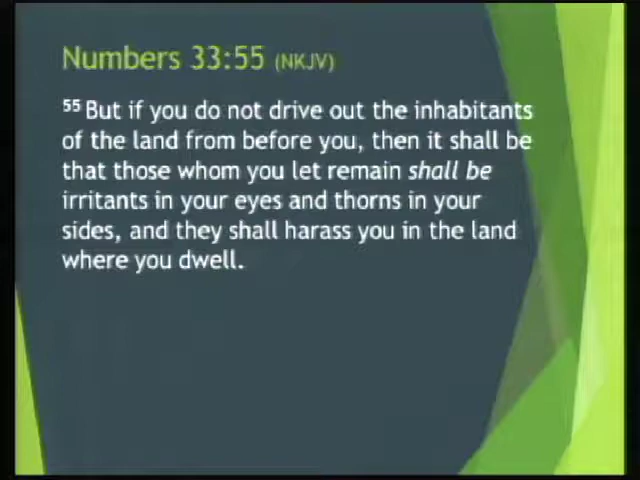 Numbers 33:55 (NKJV)
55 But if you do not drive out the inhabitants
of the land from before you, then it shall be
that those whom you let remain shall be
irritants in your eyes and thorns in your
sides, and they shall harass you in the land
where you dwell.